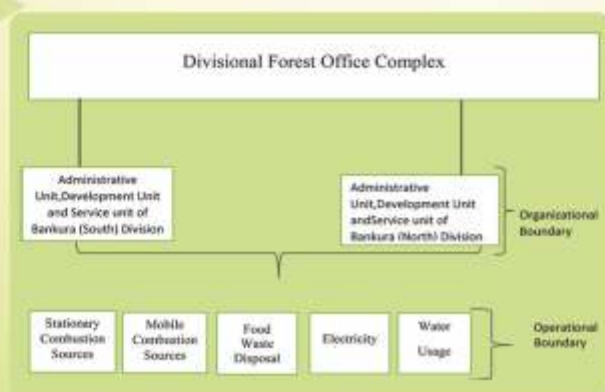 Divisional Forest Office Complex
Administrative
Unit,Development Unit
and Service unit of
Bankura (South) Division
Administrative
Unit,Development Unit
andService unit of
Bankura (North) Division
Organizational
Boundary
Stationary
Combustion
Sources
Mobile
Combustion
Sources
Food
Waste
Disposal
Electricity
Water
Usage
Operational
Boundary